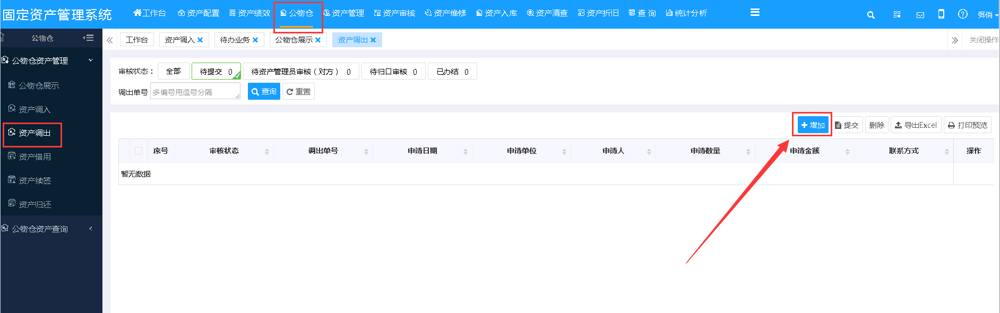 固定资产管理系统
工作台 资产配置 资产绩效 公物仓 资产管理 资产审核 资产维修 资产入库 资产清查 资产折旧 查 询 统计分析
弭俏
公物仓
工作台 资产调入 待办业务 公物仓展示 资产调出 关闭操作
公物仓资产管理
公物仓展示
资产调入
资产调出
资产借用
资产续签
资产归还
公物仓资产查询
审核状态： 全部 待提交 0 待资产管理员审核（对方） 0 待归口审核 0 已办结 0
调出单号 多编号用逗号分隔 查询 重置
增加 提交 删除 导出Excel 打印预览
序号 审核状态 调出单号 申请日期 申请单位 申请人 申请数量 申请金额 联系方式 操作
暂无数据